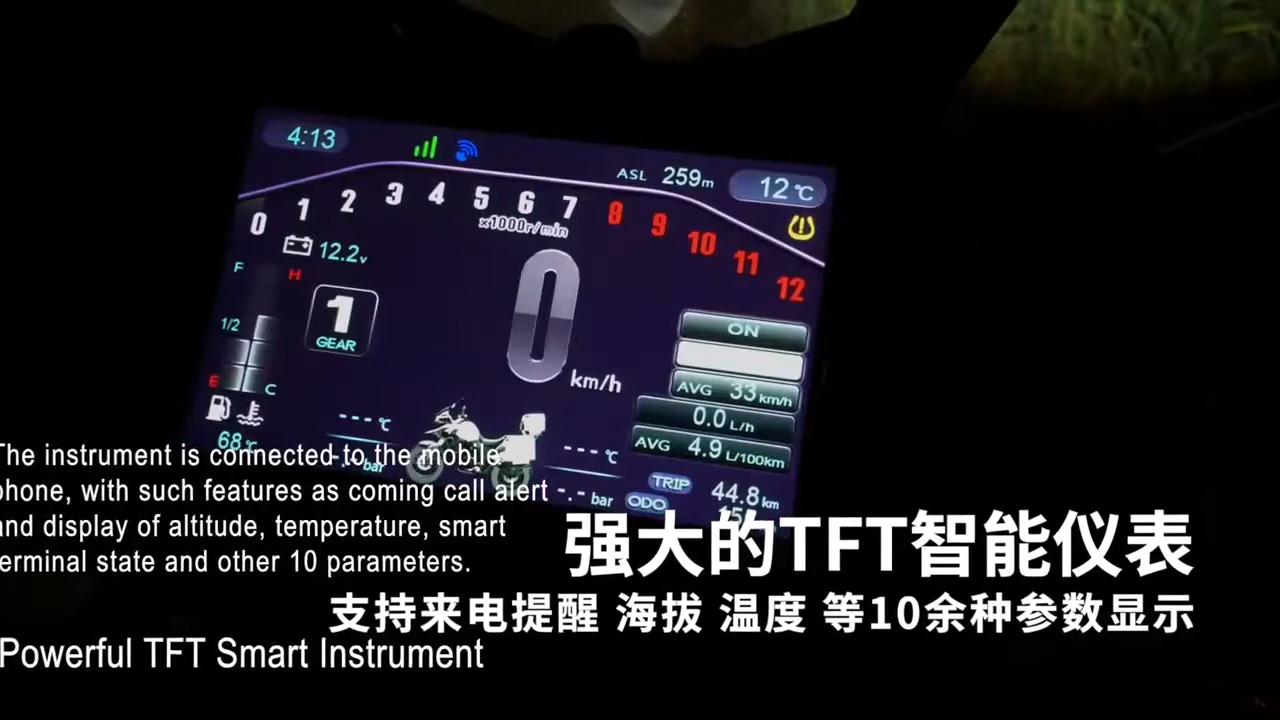 4:13
ASL 259m
12°C
0 1 2 3 4 5 6 7 8 9 10 11 12
x1000r/min
12.2v
F
H
1/2
1
GEAR
0
km/h
E
C
68°C
ON
AVG 33km/h
0.0 L/h
AVG 4.9 L/100km
---°C
-.- bar
---°C
-.- bar
TRIP 44.8km
ODO
The instrument is connected to the mobile
phone, with such features as coming call alert
and display of altitude, temperature, smart
terminal state and other 10 parameters.
强大的TFT智能仪表
支持来电提醒 海拔 温度 等10余种参数显示
Powerful TFT Smart Instrument